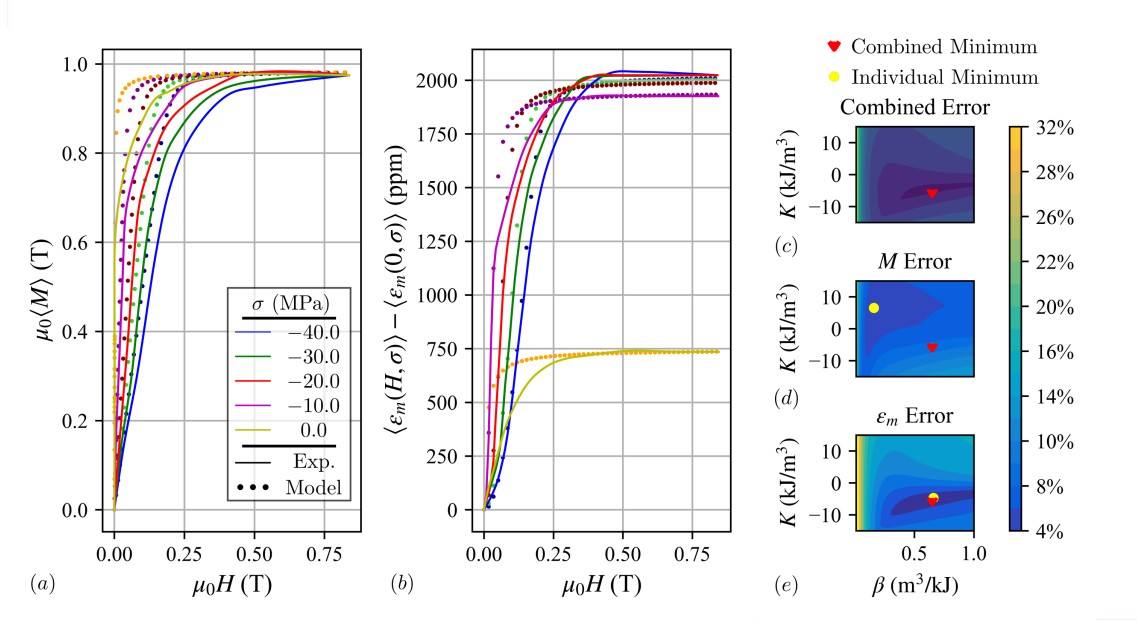 1.0
0.8
0.6
0.4
0.2
0.0
μ₀⟨M⟩ (T)
0.00 0.25 0.50 0.75
μ₀H (T)
(a)
σ (MPa)
−40.0
−30.0
−20.0
−10.0
0.0
Exp.
Model
2000
1750
1500
1250
1000
750
500
250
0
⟨εₘ(H, σ)⟩ − ⟨εₘ(0, σ)⟩ (ppm)
0.00 0.25 0.50 0.75
μ₀H (T)
(b)
Combined Minimum
Individual Minimum
Combined Error
10
0
−10
K (kJ/m³)
(c)
M Error
10
0
−10
K (kJ/m³)
(d)
εₘ Error
10
0
−10
K (kJ/m³)
0.5 1.0
β (m³/kJ)
(e)
32%
28%
26%
22%
20%
16%
14%
10%
8%
4%